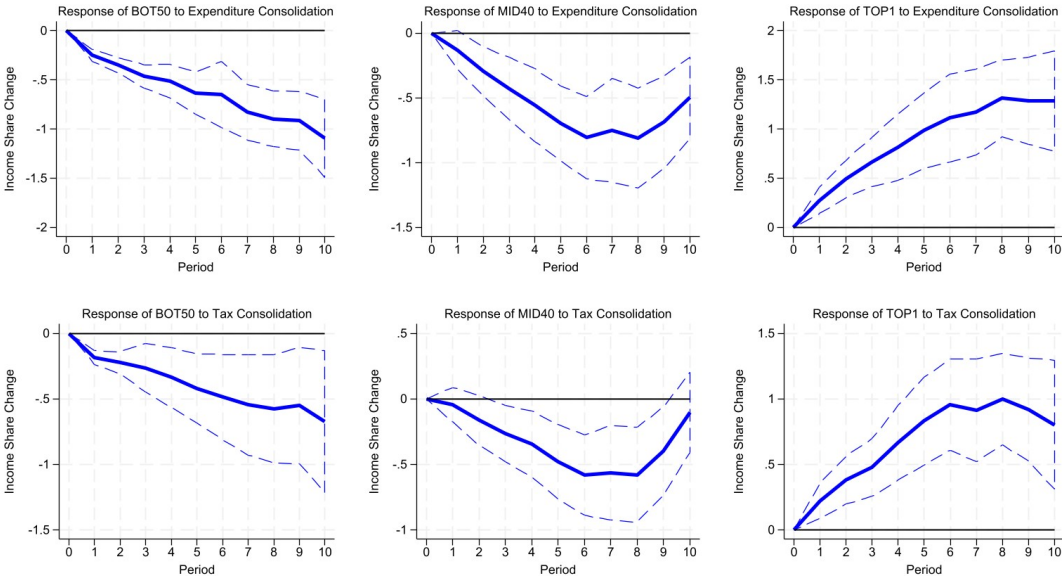 Response of BOT50 to Expenditure Consolidation
Income Share Change
0
-.5
-1
-1.5
-2
0 1 2 3 4 5 6 7 8 9 10
Period
Response of MID40 to Expenditure Consolidation
Income Share Change
0
-.5
-1
-1.5
0 1 2 3 4 5 6 7 8 9 10
Period
Response of TOP1 to Expenditure Consolidation
Income Share Change
2
1.5
1
.5
0
0 1 2 3 4 5 6 7 8 9 10
Period
Response of BOT50 to Tax Consolidation
Income Share Change
0
-.5
-1
-1.5
0 1 2 3 4 5 6 7 8 9 10
Period
Response of MID40 to Tax Consolidation
Income Share Change
.5
0
-.5
-1
0 1 2 3 4 5 6 7 8 9 10
Period
Response of TOP1 to Tax Consolidation
Income Share Change
1.5
1
.5
0
0 1 2 3 4 5 6 7 8 9 10
Period